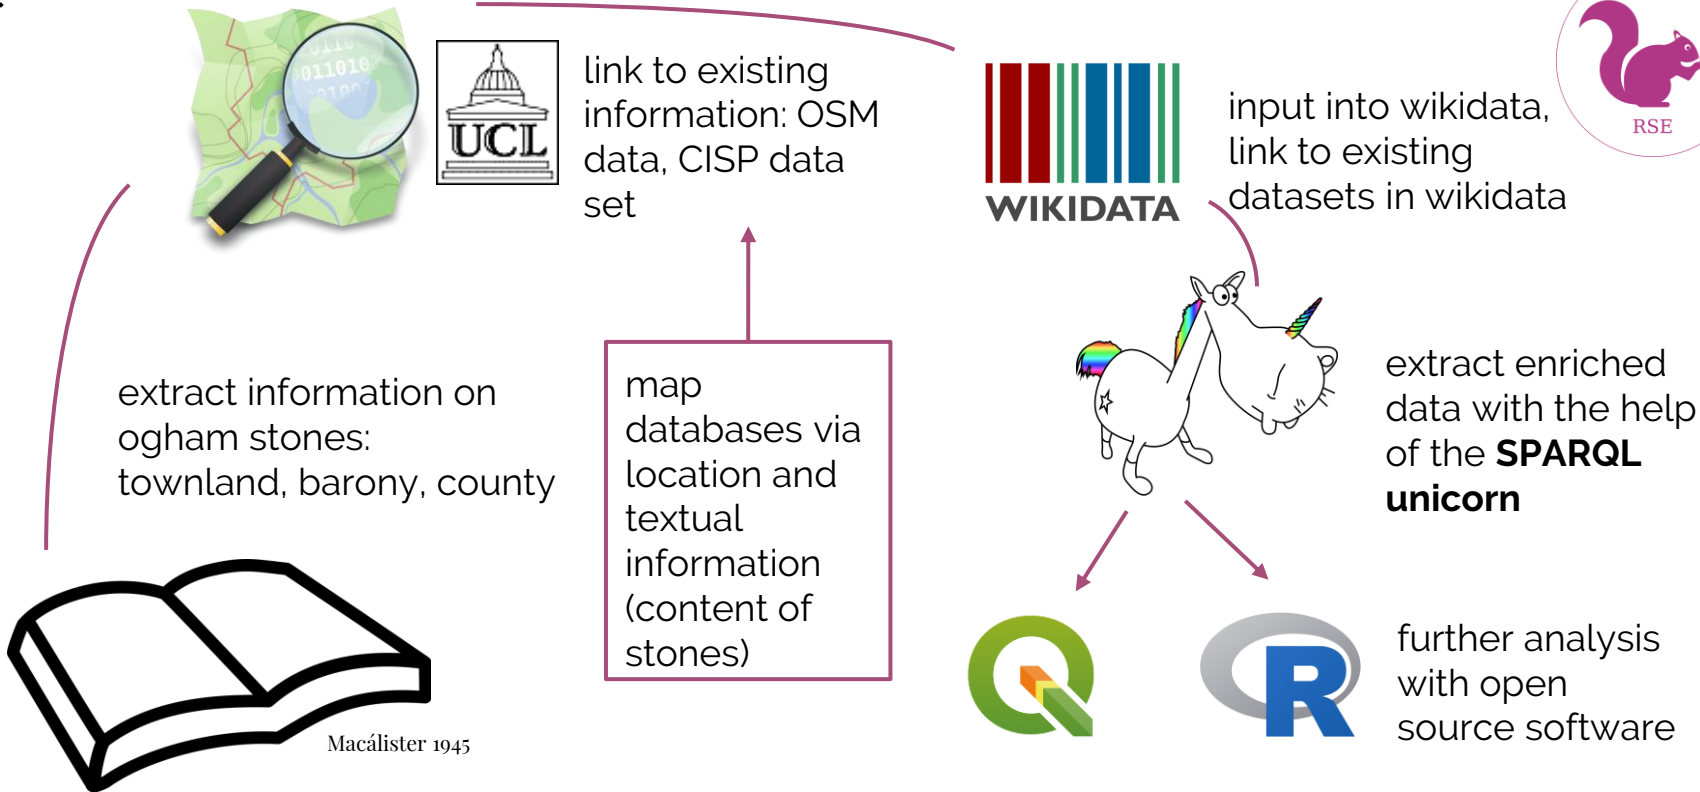 UCL
link to existing
information: OSM
data, CISP data
set
WIKIDATA
input into wikidata,
link to existing
datasets in wikidata
RSE
extract information on
ogham stones:
townland, barony, county
map
databases via
location and
textual
information
(content of
stones)
extract enriched
data with the help
of the SPARQL
unicorn
Macálister 1945
R
further analysis
with open
source software